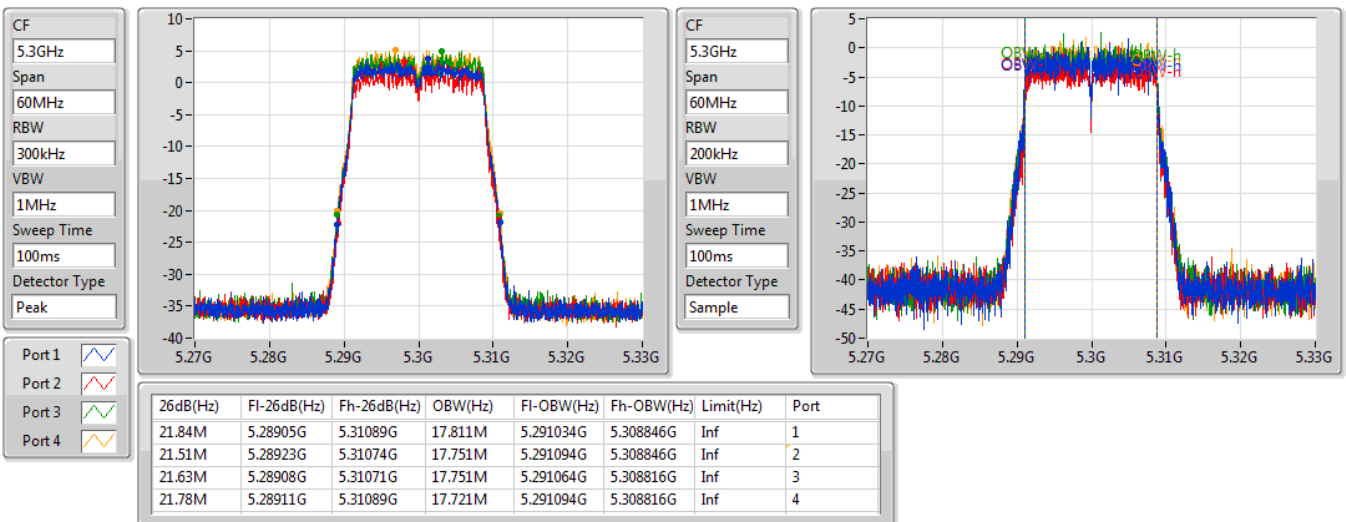 CF
5.3GHz
Span
60MHz
RBW
300kHz
VBW
1MHz
Sweep Time
100ms
Detector Type
Peak
10
5
0
-5
-10
-15
-20
-25
-30
-35
-40
5.27G 5.28G 5.29G 5.3G 5.31G 5.32G 5.33G
CF
5.3GHz
Span
60MHz
RBW
200kHz
VBW
1MHz
Sweep Time
100ms
Detector Type
Sample
5
0
-5
-10
-15
-20
-25
-30
-35
-40
-45
-50
5.27G 5.28G 5.29G 5.3G 5.31G 5.32G 5.33G
Port 1
Port 2
Port 3
Port 4
26dB(Hz) Fl-26dB(Hz) Fh-26dB(Hz) OBW(Hz) Fl-OBW(Hz) Fh-OBW(Hz) Limit(Hz) Port
21.84M 5.28905G 5.31089G 17.811M 5.291034G 5.308846G Inf 1
21.51M 5.28923G 5.31074G 17.751M 5.291094G 5.308846G Inf 2
21.63M 5.28908G 5.31071G 17.751M 5.291064G 5.308816G Inf 3
21.78M 5.28911G 5.31089G 17.721M 5.291094G 5.308816G Inf 4